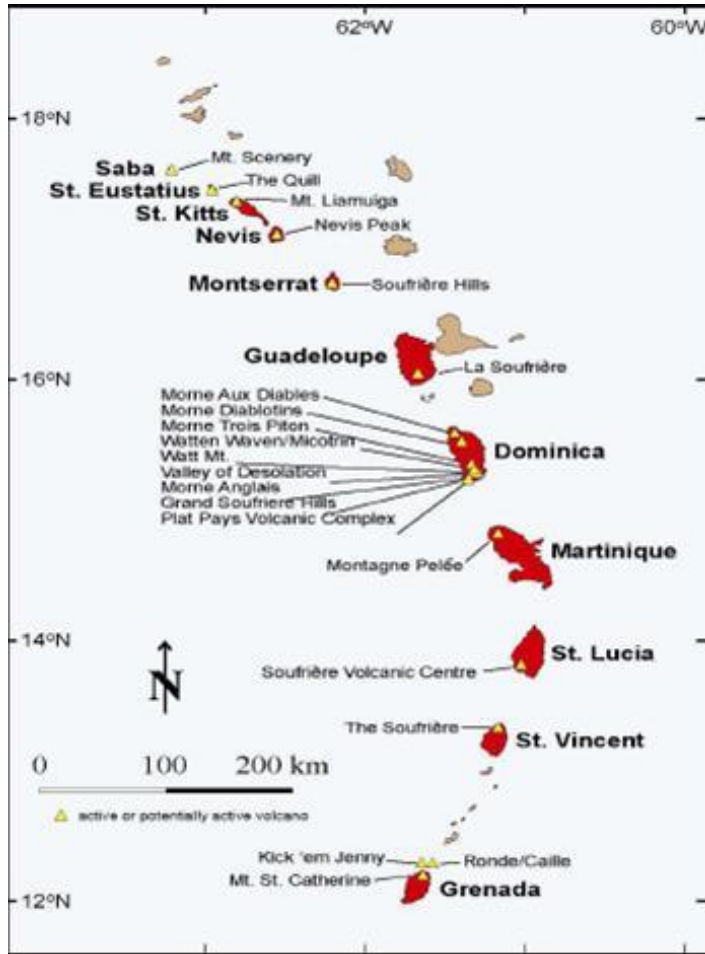 62°W 60°W
18°N
Mt. Scenery
Saba
The Quill
St. Eustatius
Mt. Liamuiga
St. Kitts
Nevis Peak
Nevis
Montserrat
Soufrière Hills
Guadeloupe
La Soufrière
16°N
Morne Aux Diables
Morne Diablotins
Morne Trois Piton
Watten Waven/Micotrin
Watt Mt.
Valley of Desolation
Morne Anglais
Grand Soufriere Hills
Plat Pays Volcanic Complex
Dominica
Martinique
Montagne Pelée
14°N
St. Lucia
Soufrière Volcanic Centre
N
The Soufrière
St. Vincent
0 100 200 km
active or potentially active volcano
Kick 'em Jenny
Ronde/Caille
Mt. St. Catherine
Grenada
12°N